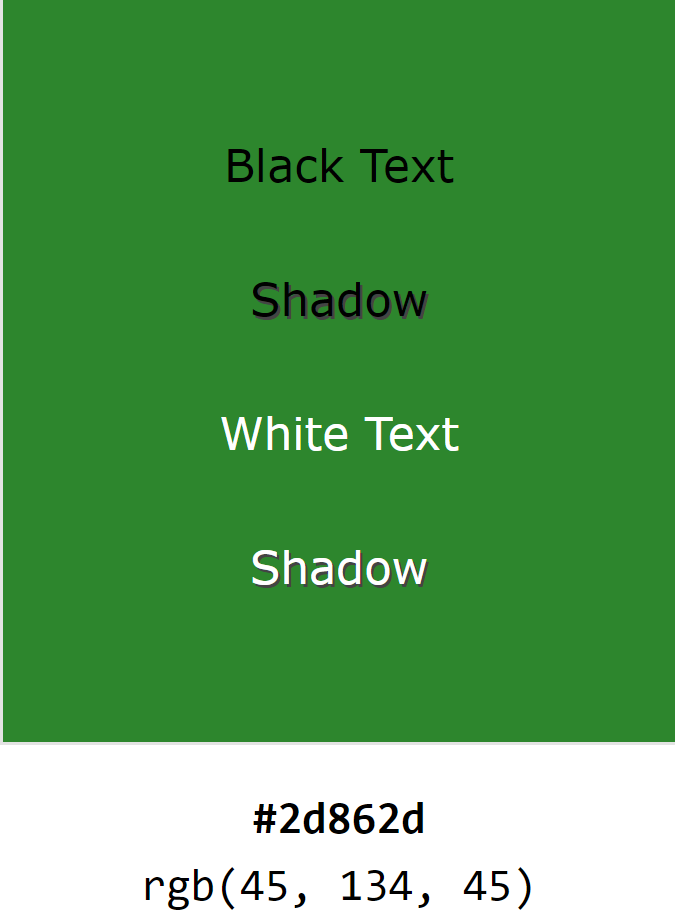 Black Text
Shadow
White Text
Shadow
#2d862d
rgb(45, 134, 45)